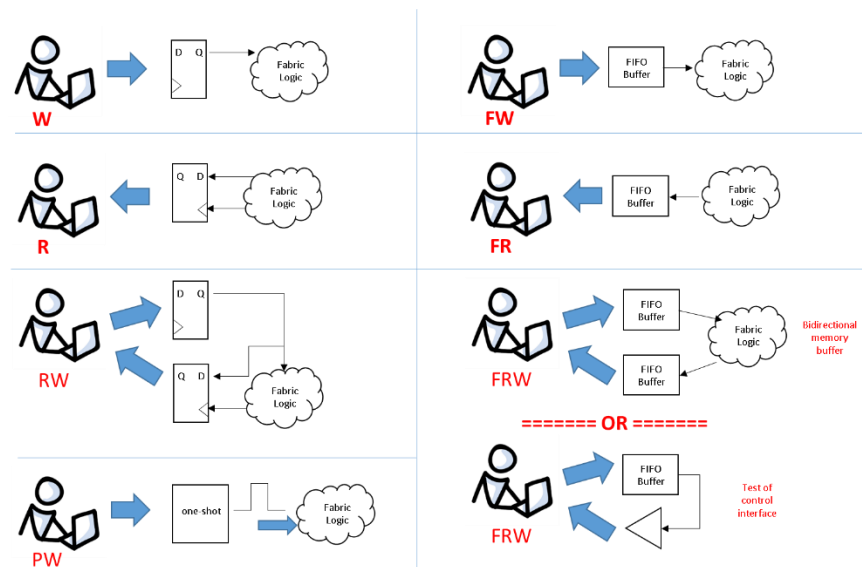 D Q
Fabric
Logic
W
FIFO
Buffer
Fabric
Logic
FW
Q D
Fabric
Logic
R
FIFO
Buffer
Fabric
Logic
FR
D Q
Q D
Fabric
Logic
RW
FIFO
Buffer
Fabric
Logic
FIFO
Buffer
Bidirectional
memory
buffer
FRW
======= OR =======
one-shot
Fabric
Logic
PW
FIFO
Buffer
Test of
control
interface
FRW